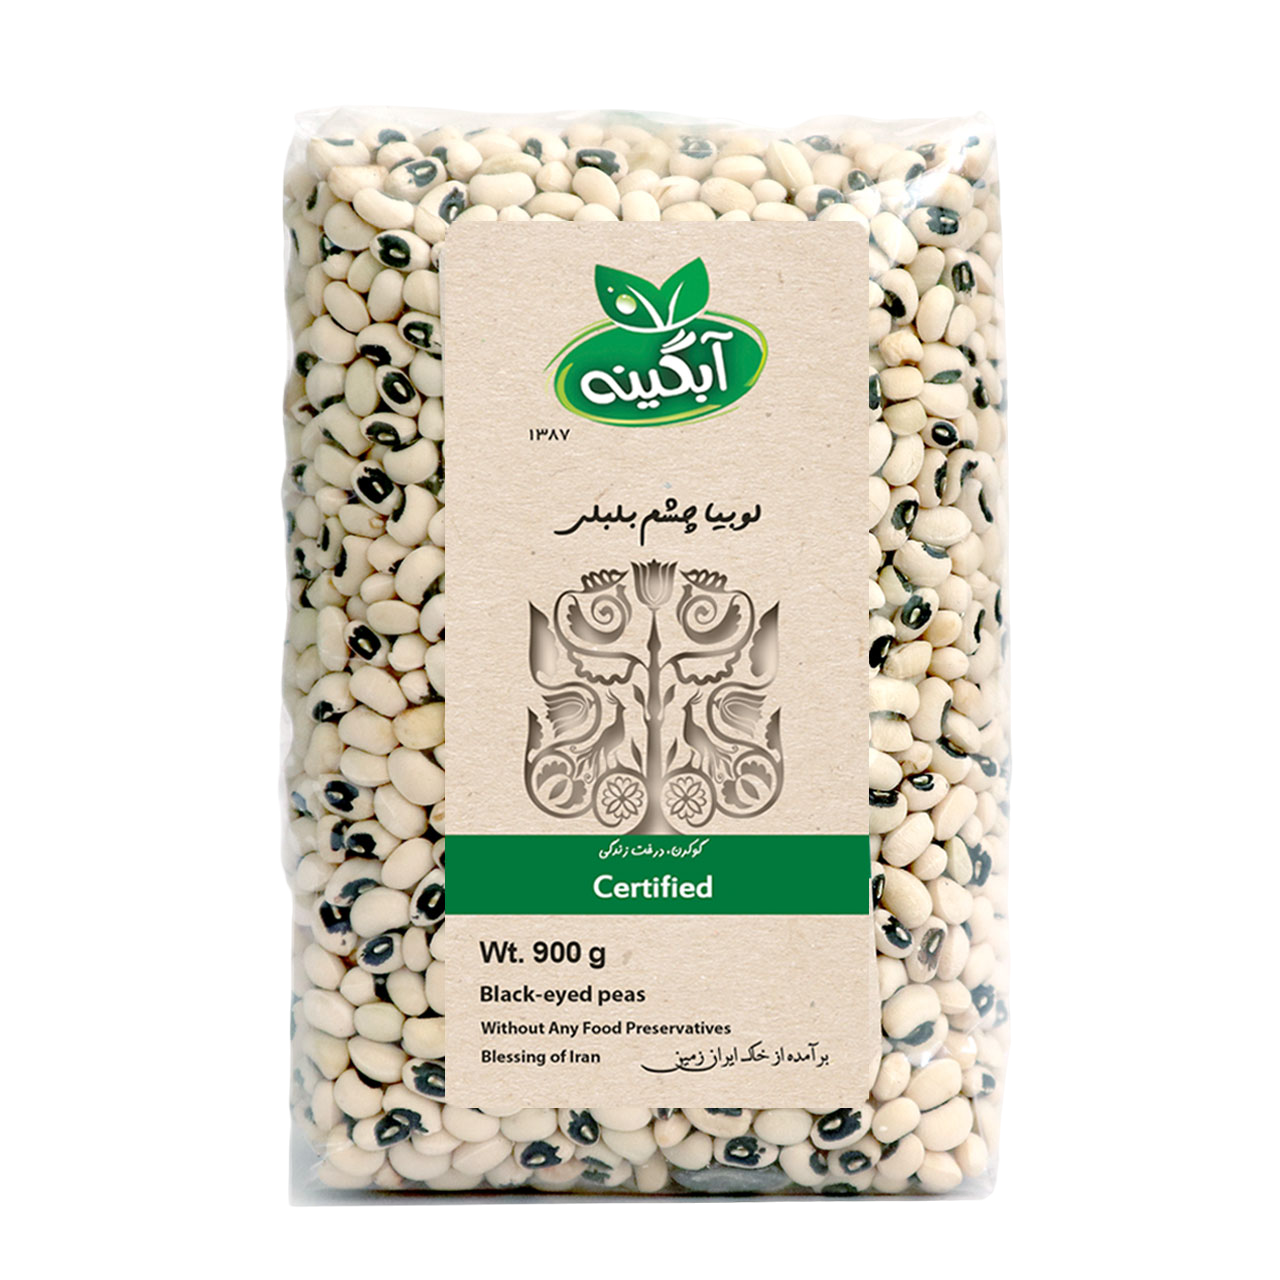 آبگینه
۱۳۸۷
لوبیا چشم بلبلی
گوکرن، درخت زندگی
Certified
Wt. 900 g
Black-eyed peas
Without Any Food Preservatives
Blessing of Iran برآمده از خاک ایران زمین